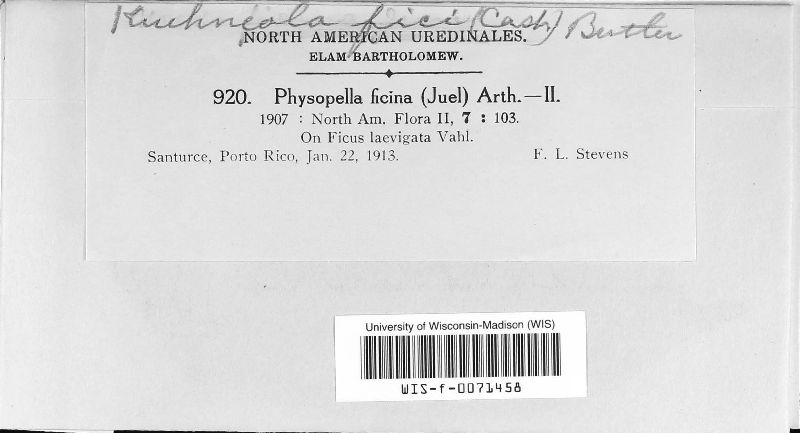 Kuehneola fici (Cast.) Butler
NORTH AMERICAN UREDINALES.
ELAM BARTHOLOMEW.
920. Physopella ficina (Juel) Arth.—II.
1907 : North Am. Flora II, 7 : 103.
On Ficus laevigata Vahl.
Santurce, Porto Rico, Jan. 22, 1913. F. L. Stevens
University of Wisconsin-Madison (WIS)
WIS-f-0071458